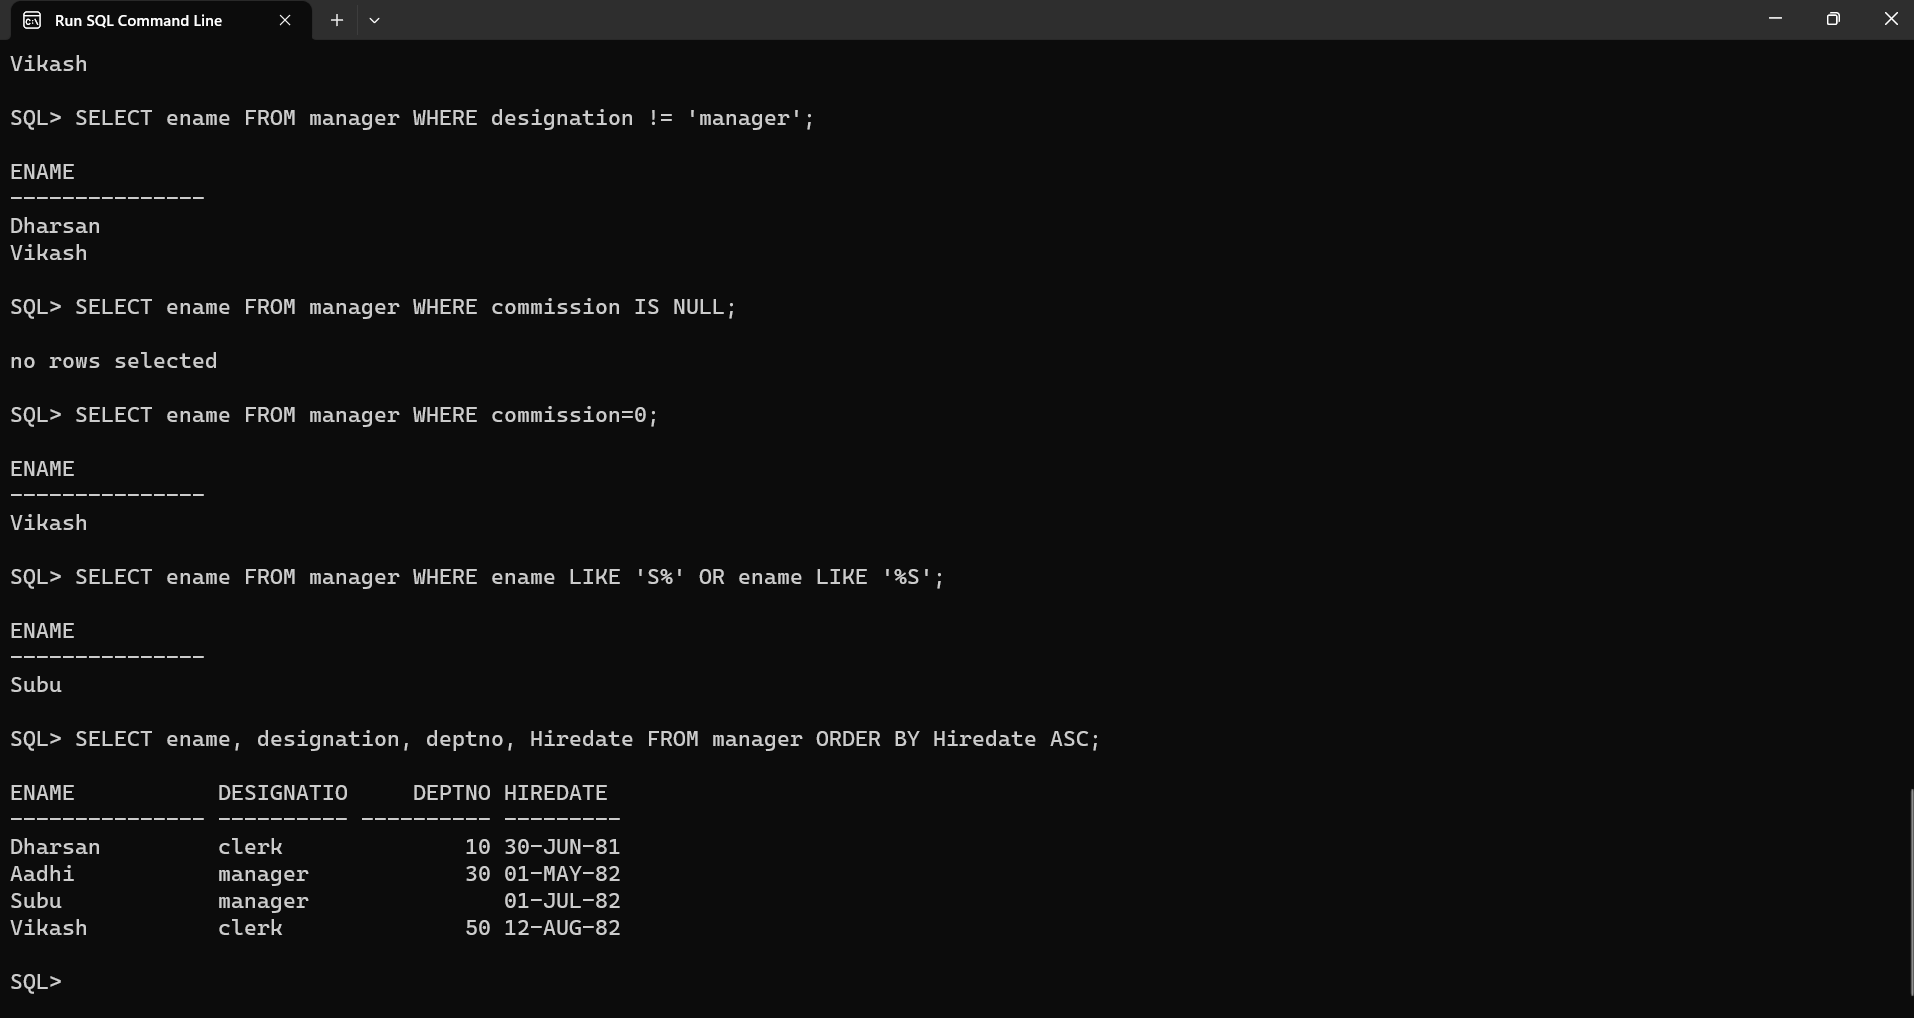 Run SQL Command Line
Vikash
SQL> SELECT ename FROM manager WHERE designation != 'manager';
ENAME
---------------
Dharsan
Vikash
SQL> SELECT ename FROM manager WHERE commission IS NULL;
no rows selected
SQL> SELECT ename FROM manager WHERE commission=0;
ENAME
---------------
Vikash
SQL> SELECT ename FROM manager WHERE ename LIKE 'S%' OR ename LIKE '%S';
ENAME
---------------
Subu
SQL> SELECT ename, designation, deptno, Hiredate FROM manager ORDER BY Hiredate ASC;
ENAME           DESIGNATIO     DEPTNO HIREDATE
--------------- ---------- ---------- ---------
Dharsan         clerk              10 30-JUN-81
Aadhi           manager            30 01-MAY-82
Subu            manager               01-JUL-82
Vikash          clerk              50 12-AUG-82
SQL>